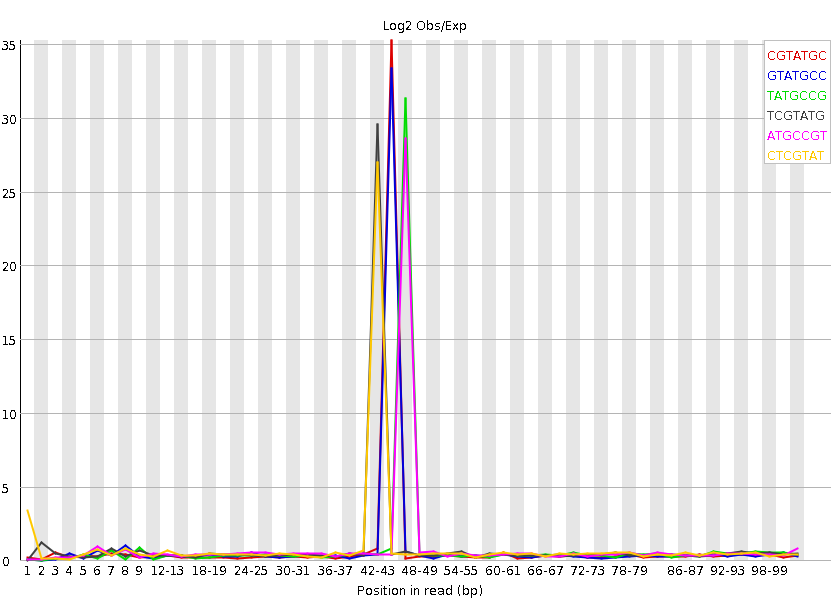 Log2 Obs/Exp
35
30
25
20
15
10
5
0
CGTATGC
GTATGCC
TATGCCG
TCGTATG
ATGCCGT
CTCGTAT
1 2 3 4 5 6 7 8 9 12-13 18-19 24-25 30-31 36-37 42-43 48-49 54-55 60-61 66-67 72-73 78-79 86-87 92-93 98-99
Position in read (bp)